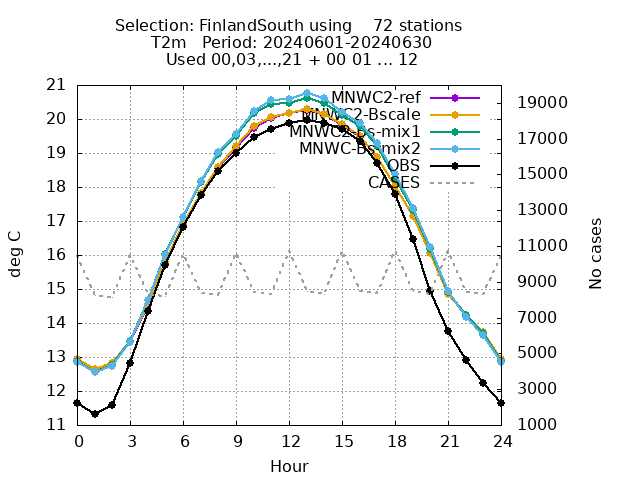 Selection: FinlandSouth using    72 stations
T2m   Period: 20240601-20240630
Used 00,03,...,21 + 00 01 ... 12
MNWC2-ref
MNWC2-Bscale
MNWC2-Bs-mix1
MNWC-Bs-mix2
OBS
CASES
21
20
19
18
17
16
15
14
13
12
11
deg C
19000
17000
15000
13000
11000
9000
7000
5000
3000
1000
No cases
0 3 6 9 12 15 18 21 24
Hour